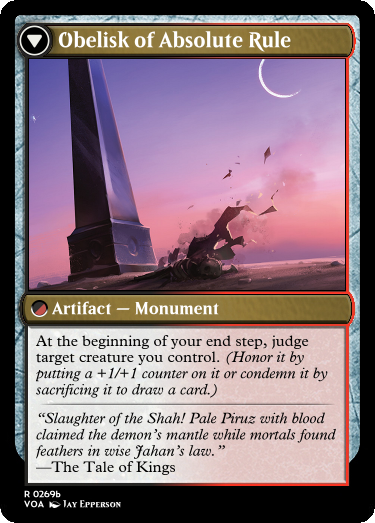 Obelisk of Absolute Rule
Artifact — Monument
At the beginning of your end step, judge
target creature you control. (Honor it by
putting a +1/+1 counter on it or condemn it by
sacrificing it to draw a card.)
“Slaughter of the Shah! Pale Piruz with blood
claimed the demon’s mantle while mortals found
feathers in wise Jahan’s law.”
—The Tale of Kings
R 0269b
VOA Jay Epperson